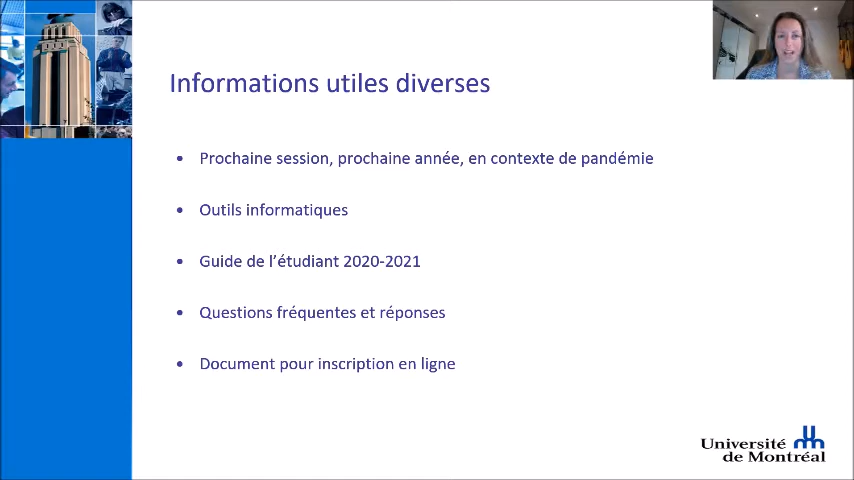 Informations utiles diverses
• Prochaine session, prochaine année, en contexte de pandémie
• Outils informatiques
• Guide de l’étudiant 2020-2021
• Questions fréquentes et réponses
• Document pour inscription en ligne
Université
de Montréal